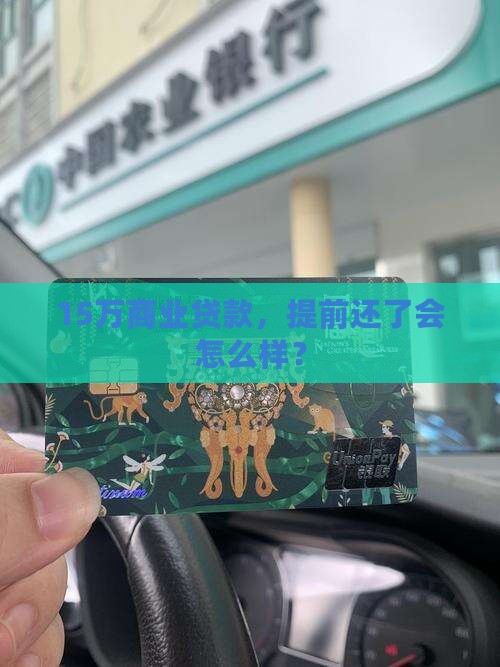 中国农业银行
15万商业贷款，提前还了会
怎么样？
UnionPay
银联